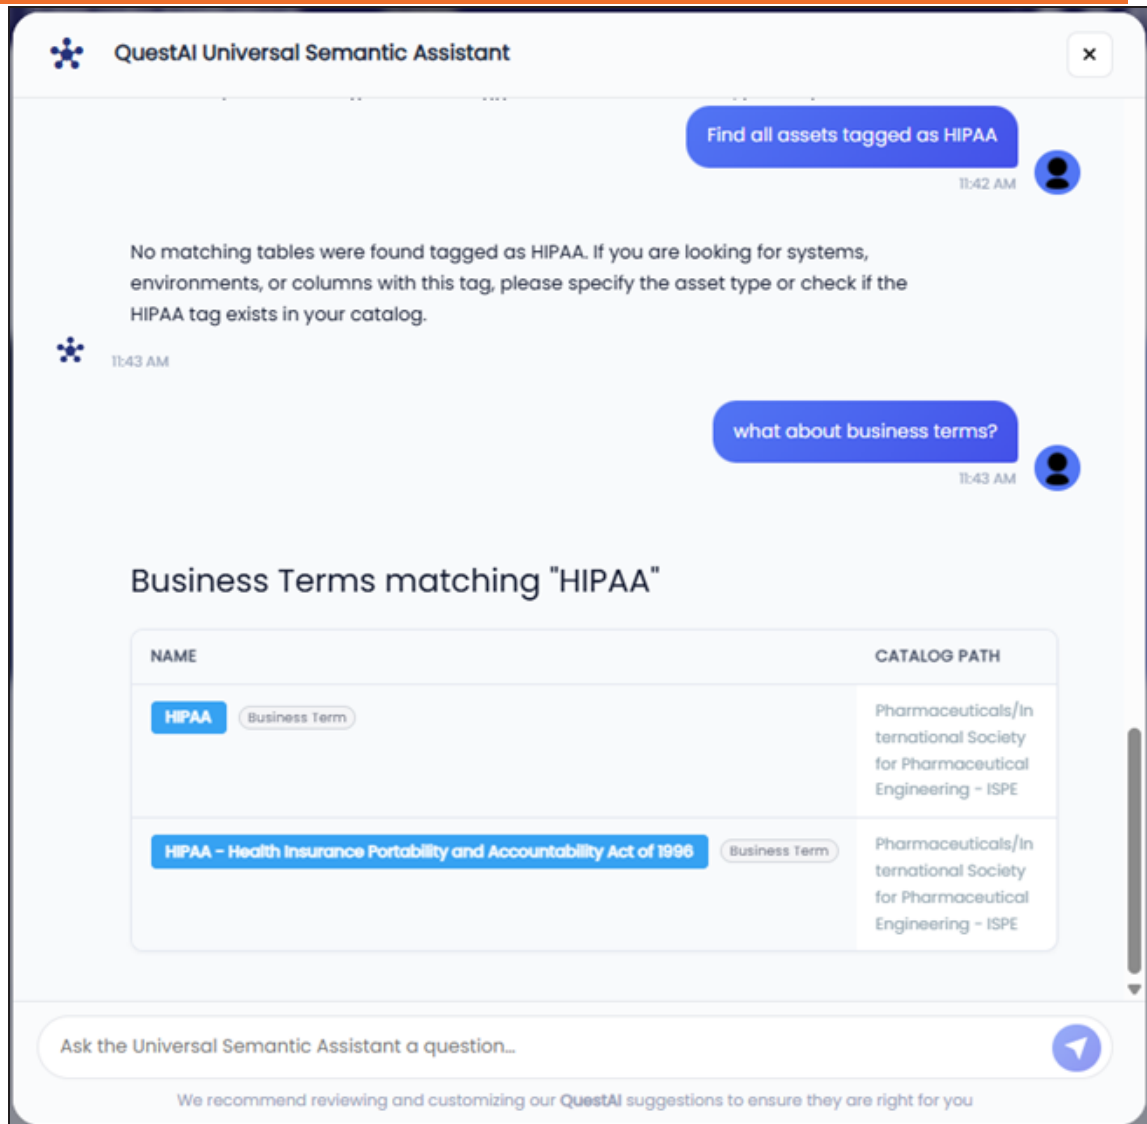 QuestAI Universal Semantic Assistant
Find all assets tagged as HIPAA
11:42 AM
No matching tables were found tagged as HIPAA. If you are looking for systems,
environments, or columns with this tag, please specify the asset type or check if the
HIPAA tag exists in your catalog.
11:43 AM
what about business terms?
11:43 AM
Business Terms matching "HIPAA"
NAME
CATALOG PATH
HIPAA
Business Term
Pharmaceuticals/In
ternational Society
for Pharmaceutical
Engineering - ISPE
HIPAA - Health Insurance Portability and Accountability Act of 1996
Business Term
Pharmaceuticals/In
ternational Society
for Pharmaceutical
Engineering - ISPE
Ask the Universal Semantic Assistant a question...
We recommend reviewing and customizing our QuestAI suggestions to ensure they are right for you